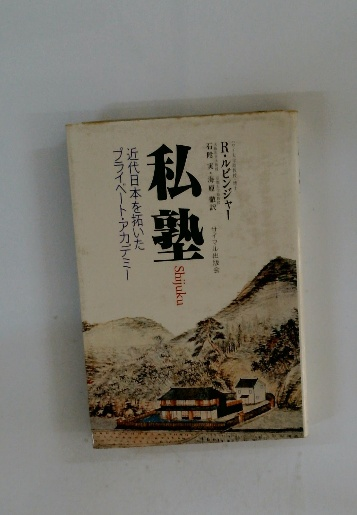 R・ルビンジャー
石附 実・海原 徹訳
サイマル出版会
私塾
Shijuku
近代日本を拓いた
プライベート・アカデミー